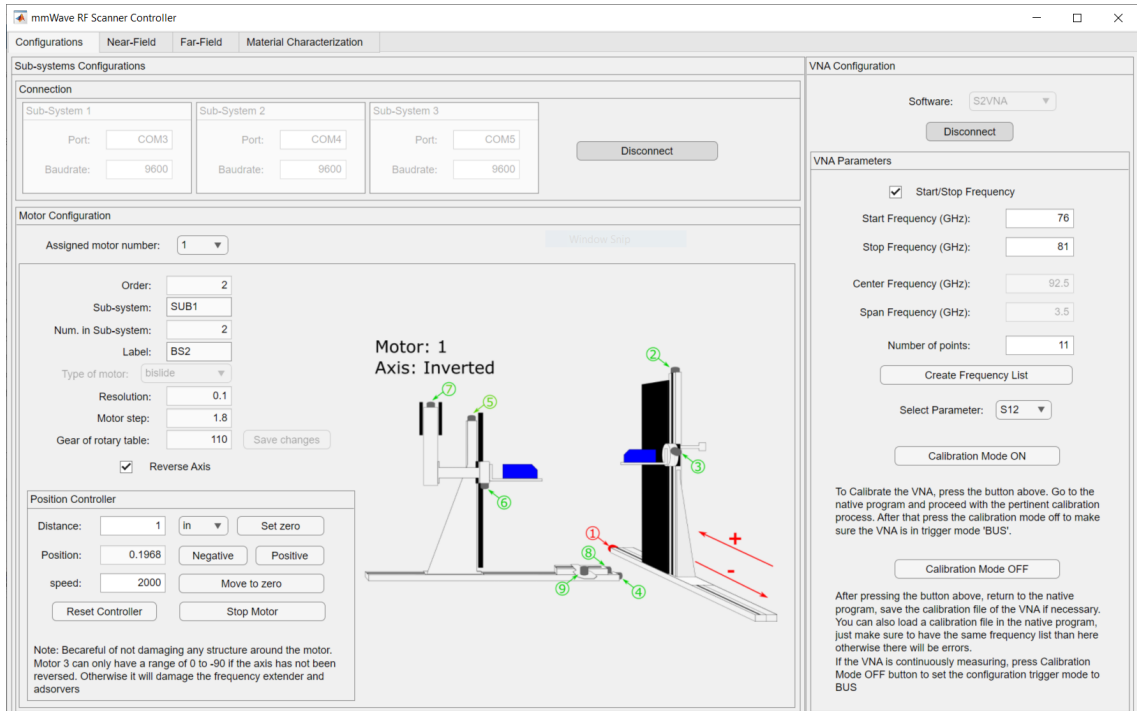 mmWave RF Scanner Controller
Configurations Near-Field Far-Field Material Characterization
Sub-systems Configurations
Connection
Sub-System 1
Port: COM3
Baudrate: 9600
Sub-System 2
Port: COM4
Baudrate: 9600
Sub-System 3
Port: COM5
Baudrate: 9600
Disconnect
Motor Configuration
Assigned motor number: 1
Window Snip
Order: 2
Sub-system: SUB1
Num. in Sub-system: 2
Label: BS2
Type of motor: bislide
Resolution: 0.1
Motor step: 1.8
Gear of rotary table: 110 Save changes
Reverse Axis
Position Controller
Distance: 1 in Set zero
Position: 0.1968 Negative Positive
speed: 2000 Move to zero
Reset Controller Stop Motor
Note: Becareful of not damaging any structure around the motor.
Motor 3 can only have a range of 0 to -90 if the axis has not been
reversed. Otherwise it will damage the frequency extender and
adsorvers
Motor: 1
Axis: Inverted
②
⑦
⑤
③
⑥
①
⑧
⑨
④
+
-
VNA Configuration
Software: S2VNA
Disconnect
VNA Parameters
Start/Stop Frequency
Start Frequency (GHz): 76
Stop Frequency (GHz): 81
Center Frequency (GHz): 92.5
Span Frequency (GHz): 3.5
Number of points: 11
Create Frequency List
Select Parameter: S12
Calibration Mode ON
To Calibrate the VNA, press the button above. Go to the
native program and proceed with the pertinent calibration
process. After that press the calibration mode off to make
sure the VNA is in trigger mode 'BUS'.
Calibration Mode OFF
After pressing the button above, return to the native
program, save the calibration file of the VNA if necessary.
You can also load a calibration file in the native program,
just make sure to have the same frequency list than here
otherwise there will be errors.
If the VNA is continuously measuring, press Calibration
Mode OFF button to set the configuration trigger mode to
BUS